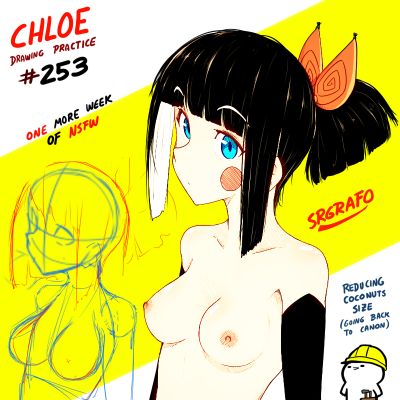 CHLOE
DRAWING PRACTICE
#253
ONE MORE WEEK
OF NSFW
SRGRAFO
REDUCING
COCONUTS
SIZE
(GOING BACK
TO CANON)